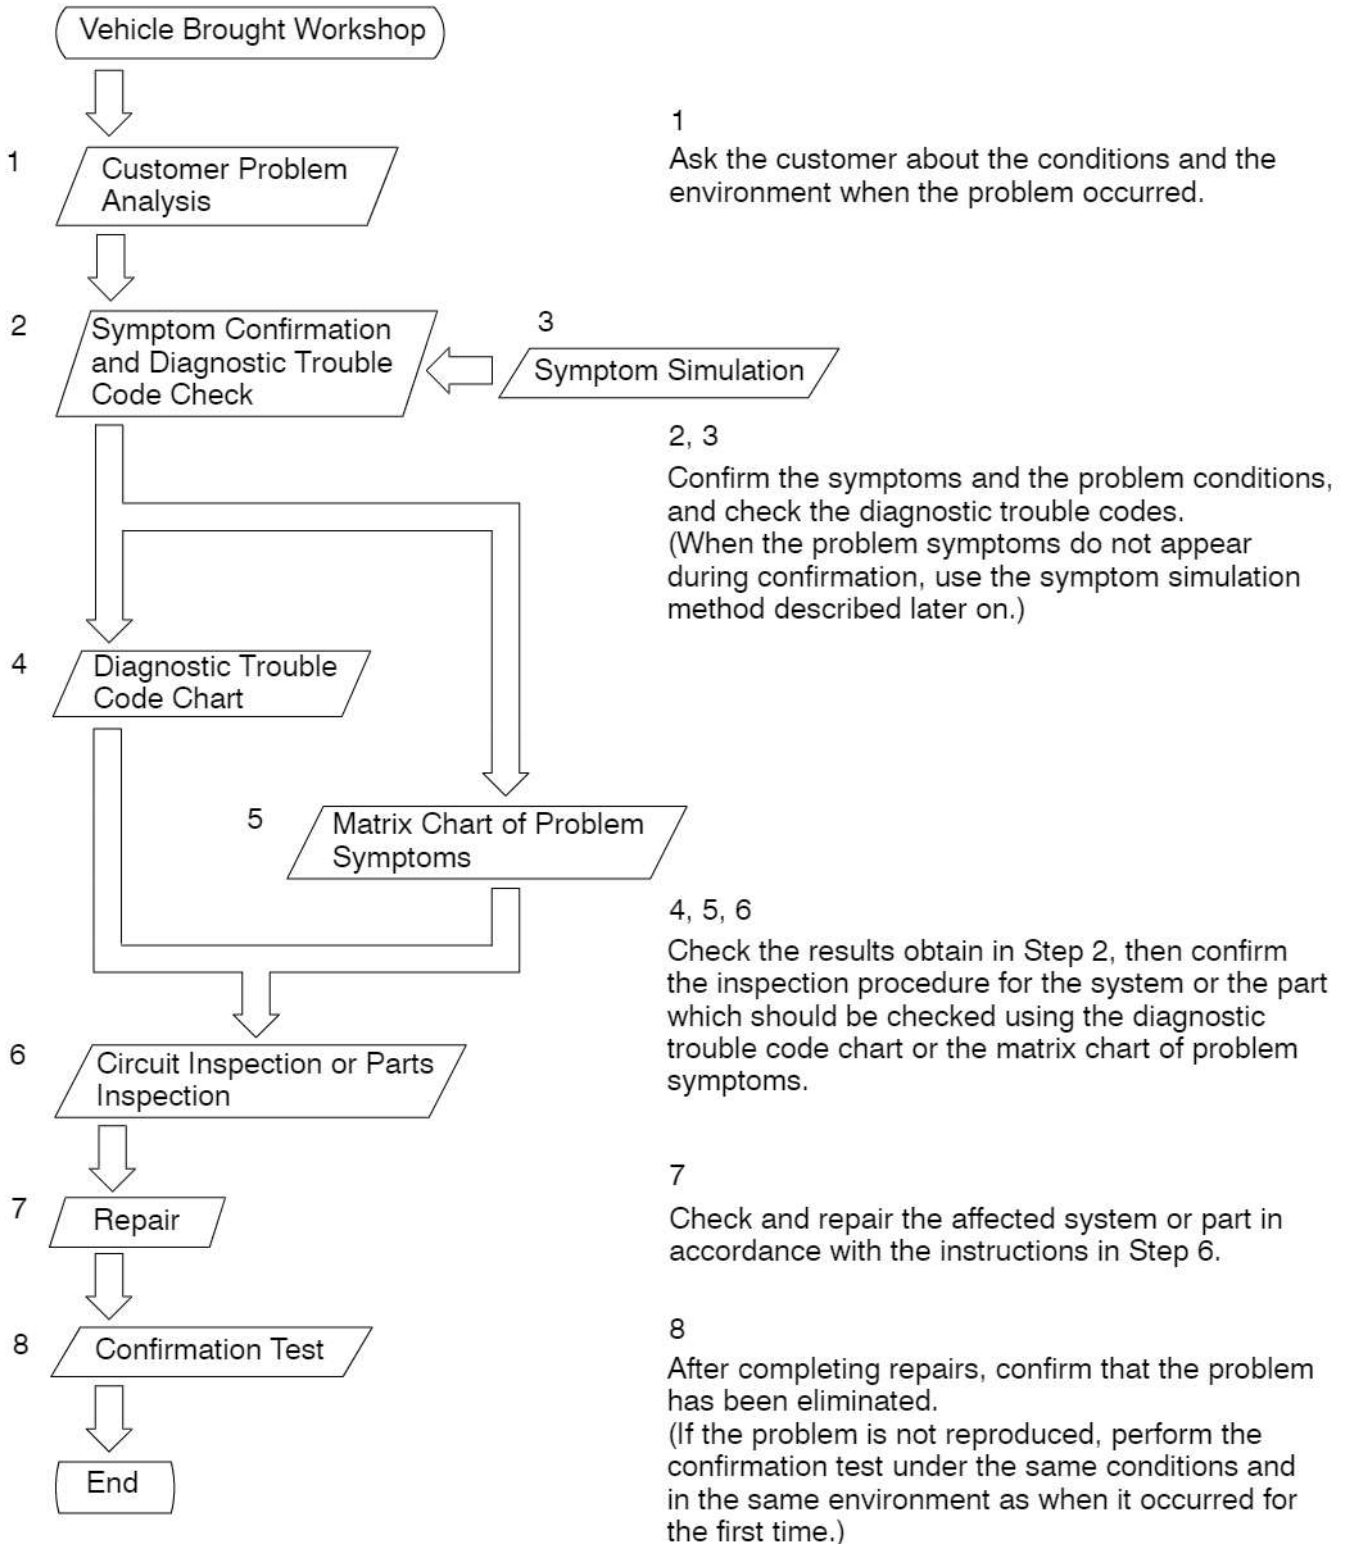 Vehicle Brought Workshop
1
Customer Problem
Analysis
1
Ask the customer about the conditions and the
environment when the problem occurred.
2
Symptom Confirmation
and Diagnostic Trouble
Code Check
3
Symptom Simulation
2, 3
Confirm the symptoms and the problem conditions,
and check the diagnostic trouble codes.
(When the problem symptoms do not appear
during confirmation, use the symptom simulation
method described later on.)
4
Diagnostic Trouble
Code Chart
5
Matrix Chart of Problem
Symptoms
4, 5, 6
Check the results obtain in Step 2, then confirm
the inspection procedure for the system or the part
which should be checked using the diagnostic
trouble code chart or the matrix chart of problem
symptoms.
6
Circuit Inspection or Parts
Inspection
7
Repair
7
Check and repair the affected system or part in
accordance with the instructions in Step 6.
8
Confirmation Test
8
After completing repairs, confirm that the problem
has been eliminated.
(If the problem is not reproduced, perform the
confirmation test under the same conditions and
in the same environment as when it occurred for
the first time.)
End